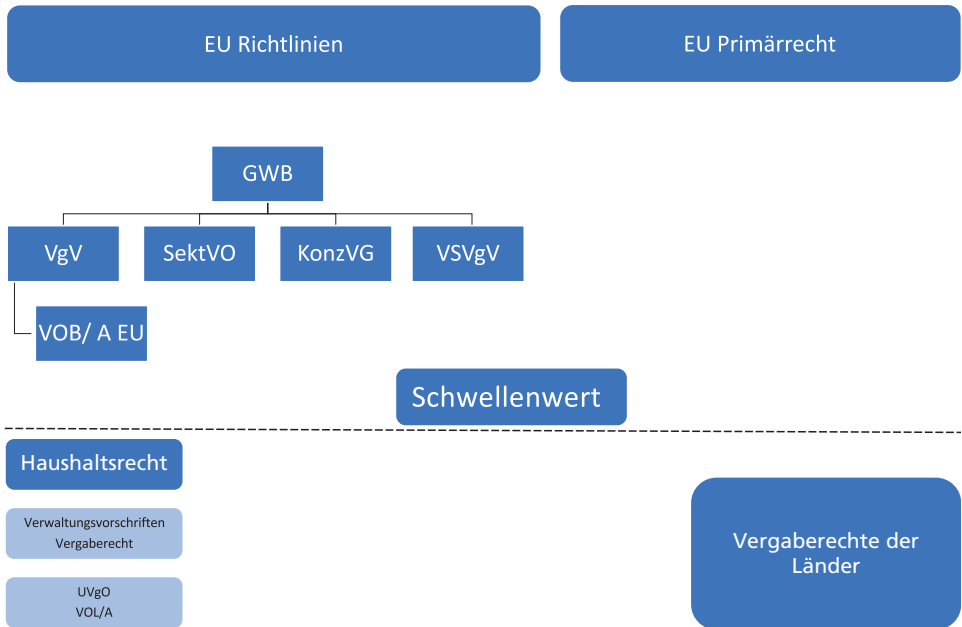 EU Richtlinien
EU Primärrecht
GWB
VgV
SektVO
KonzVG
VSVgV
VOB/ A EU
Schwellenwert
Haushaltsrecht
Verwaltungsvorschriften
Vergaberecht
UVgO
VOL/A
Vergaberechte der
Länder